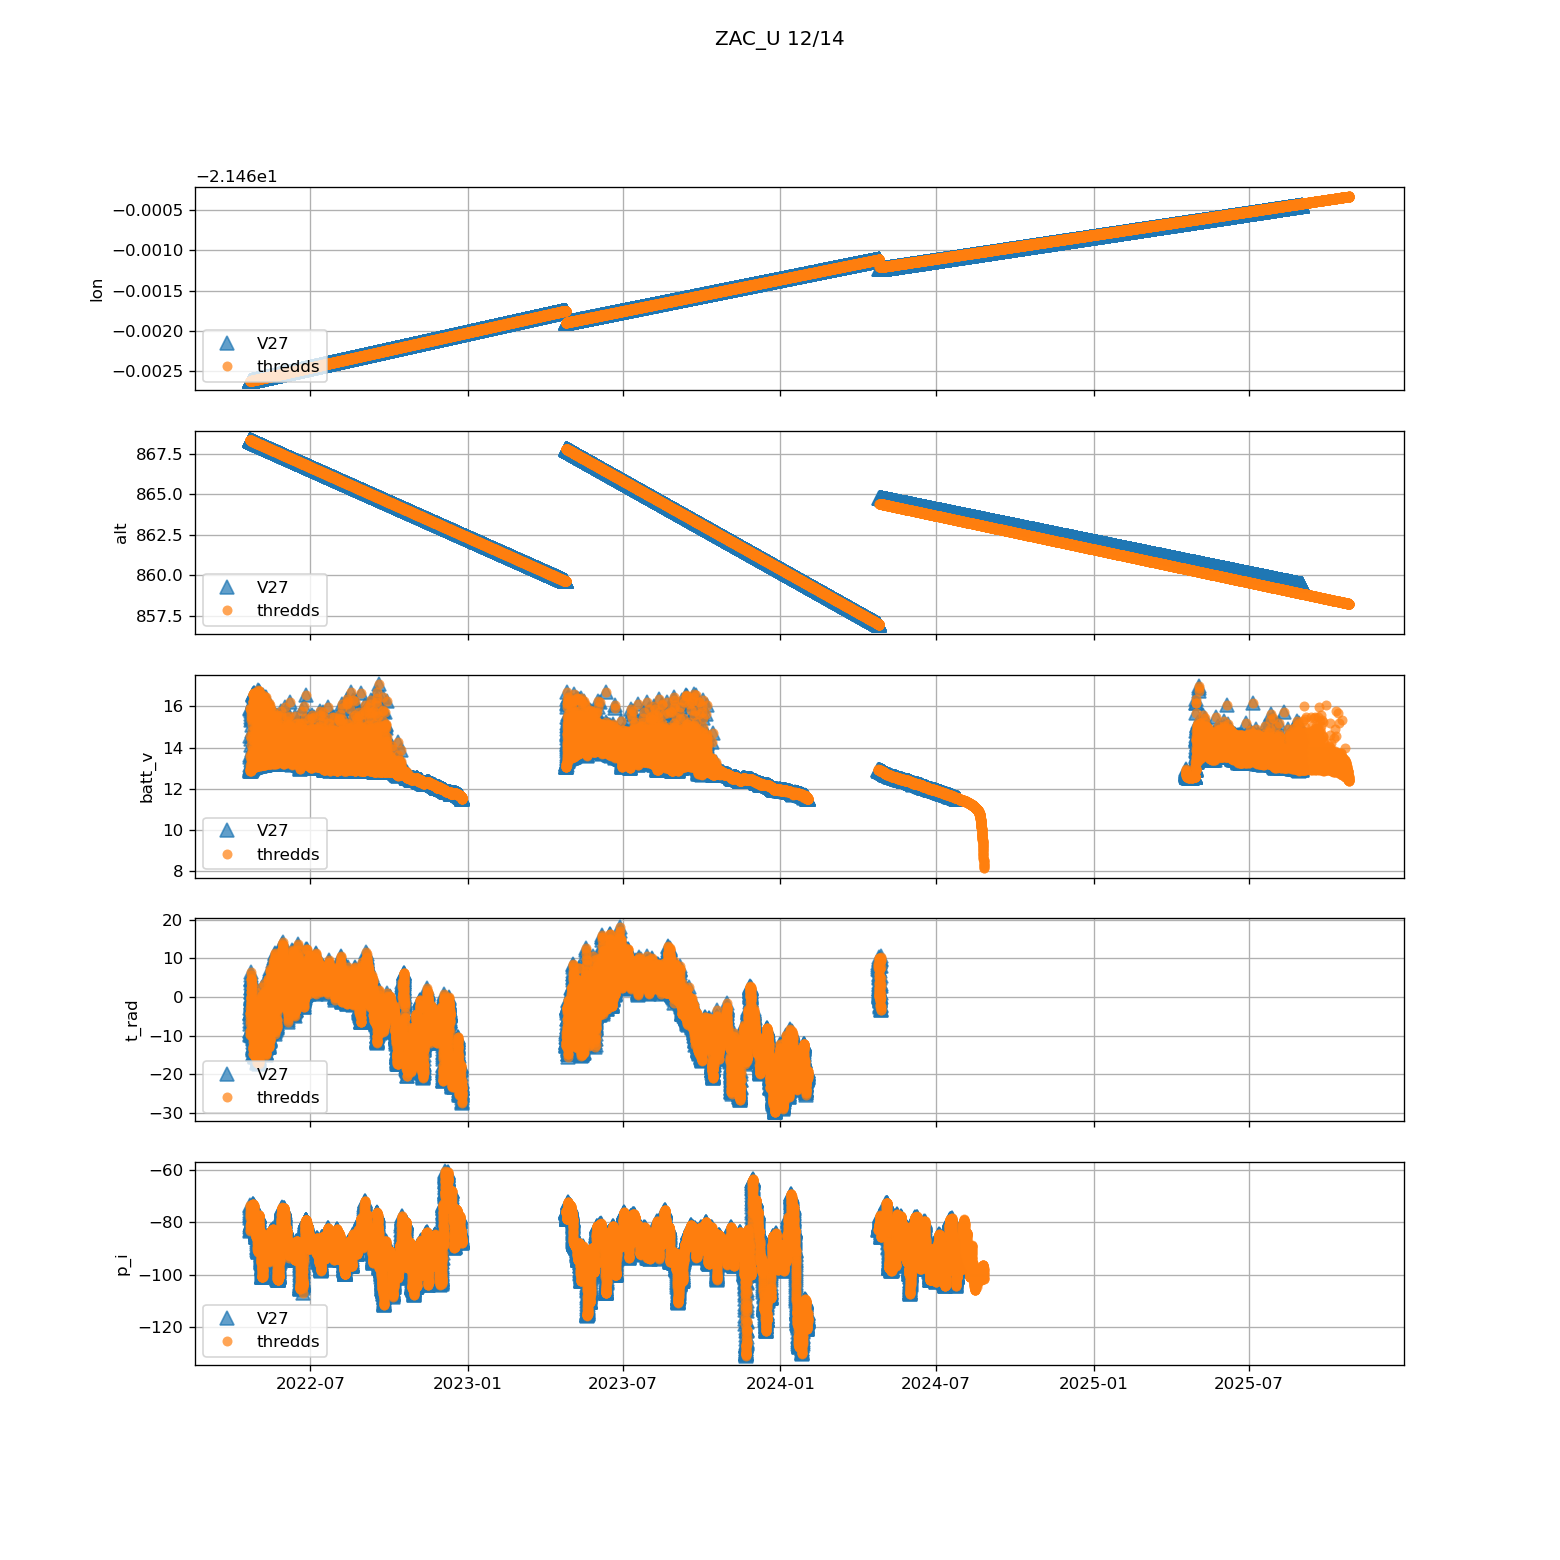 ZAC_U 12/14
−2.146e1
−0.0005
−0.0010
−0.0015
−0.0020
−0.0025
lon
V27
thredds
867.5
865.0
862.5
860.0
857.5
alt
V27
thredds
16
14
12
10
8
batt_v
V27
thredds
20
10
0
−10
−20
−30
t_rad
V27
thredds
−60
−80
−100
−120
p_i
V27
thredds
2022-07 2023-01 2023-07 2024-01 2024-07 2025-01 2025-07